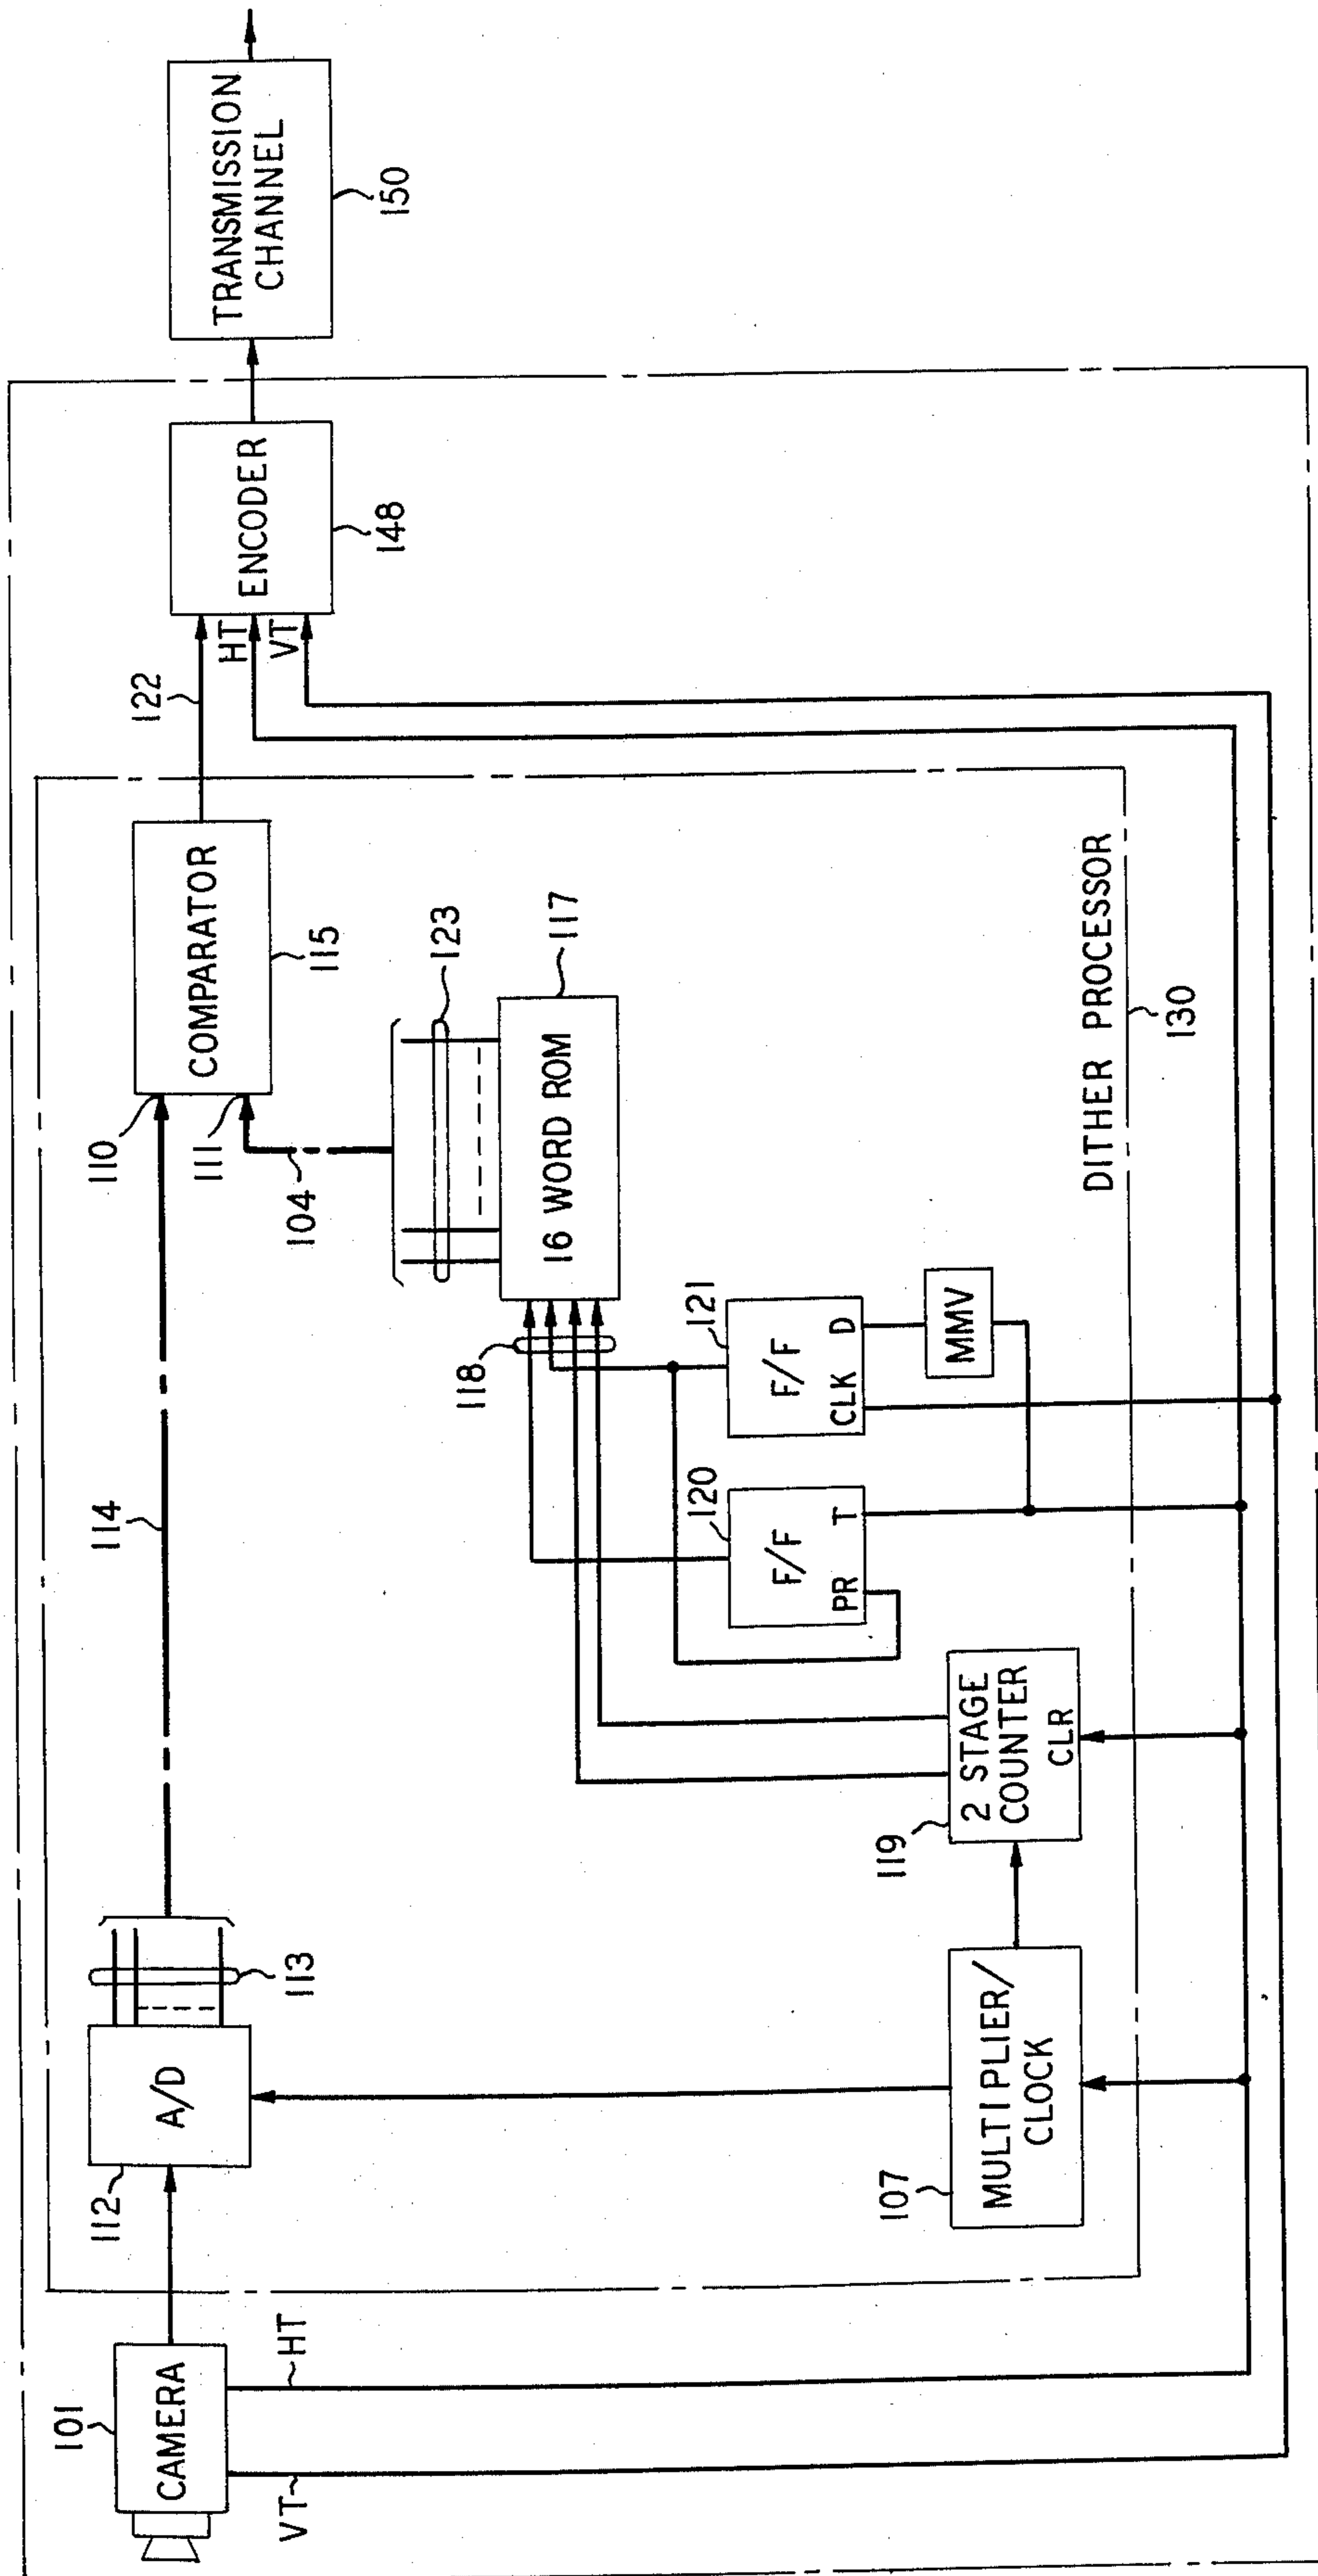 101
CAMERA
VT
HT
112
A/D
113
114
110
111
104
COMPARATOR
115
122
HT
VT
ENCODER
148
TRANSMISSION
CHANNEL
150
123
16 WORD ROM
117
118
120
F/F
PR
T
121
F/F
CLK
D
MMV
119
2 STAGE
COUNTER
CLR
107
MULTIPLIER/
CLOCK
DITHER PROCESSOR
130